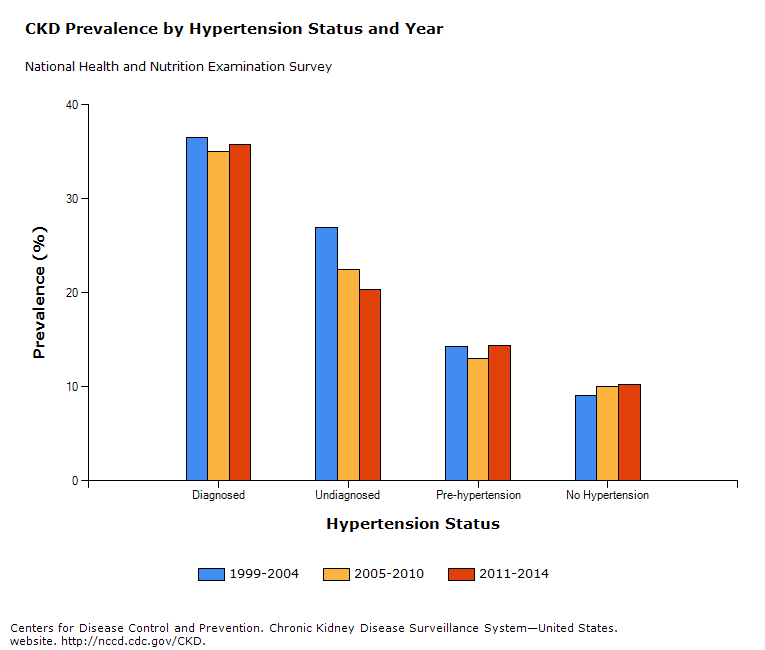 CKD Prevalence by Hypertension Status and Year
National Health and Nutrition Examination Survey
40
30
20
10
0
Prevalence (%)
Diagnosed Undiagnosed Pre-hypertension No Hypertension
Hypertension Status
1999-2004 2005-2010 2011-2014
Centers for Disease Control and Prevention. Chronic Kidney Disease Surveillance System—United States.
website. http://nccd.cdc.gov/CKD.